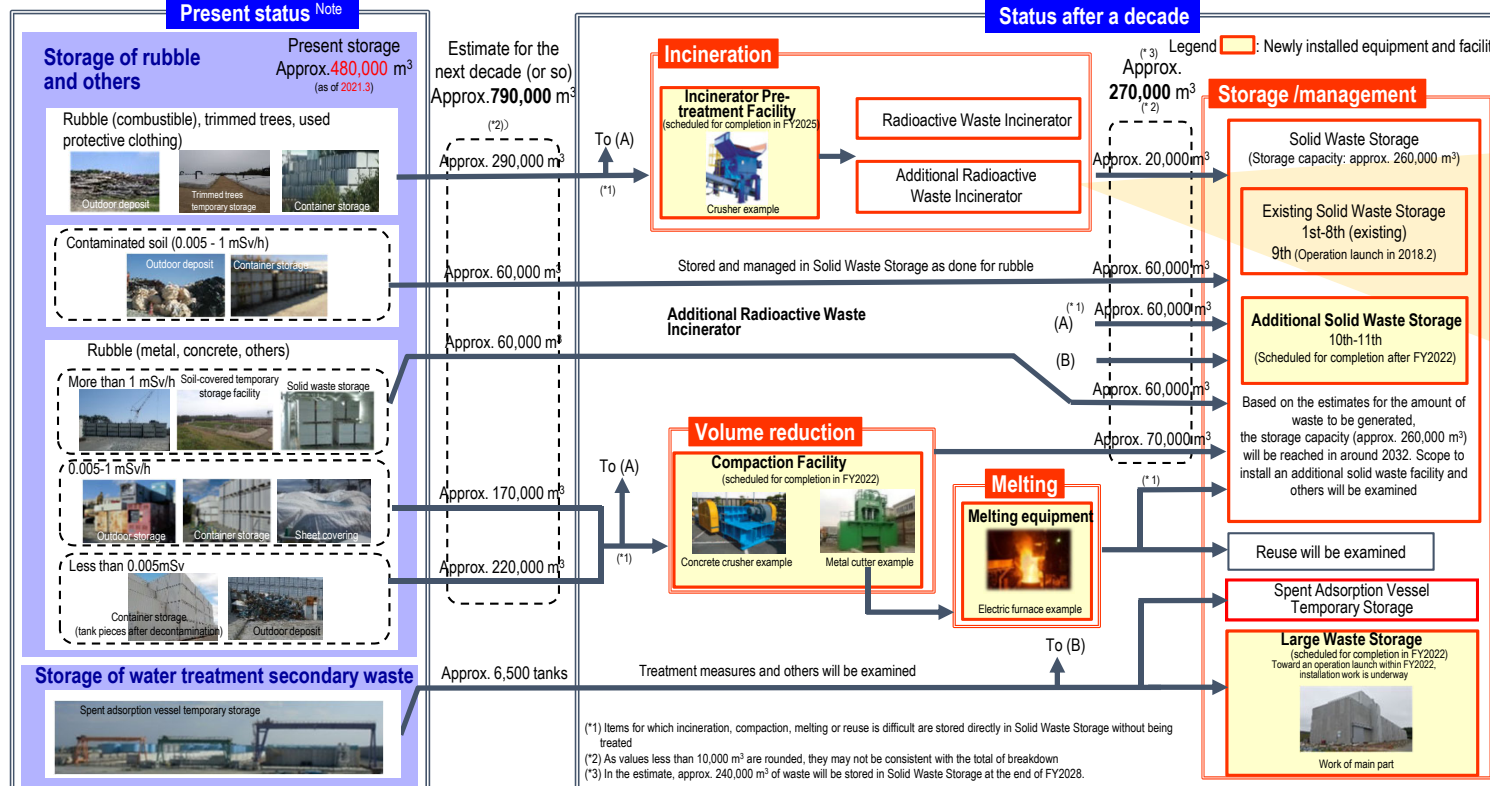 Present status Note
Storage of rubble
and others
Present storage
Approx.480,000 m3
(as of 2021.3)
Rubble (combustible), trimmed trees, used
protective clothing)
Outdoor deposit
Trimmed trees
temporary storage
Container storage
Contaminated soil (0.005 - 1 mSv/h)
Outdoor deposit
Container storage
Rubble (metal, concrete, others)
More than 1 mSv/h
Soil-covered temporary
storage facility
Solid waste storage
0.005-1 mSv/h
Outdoor storage
Container storage
Sheet covering
Less than 0.005mSv
Container storage
(tank pieces after decontamination)
Outdoor deposit
Storage of water treatment secondary waste
Spent adsorption vessel temporary storage
Estimate for the
next decade (or so)
Approx.790,000 m3
(*2)
Approx. 290,000 m3
Approx. 60,000 m3
Approx. 60,000 m3
Approx. 170,000 m3
Approx. 220,000 m3
Approx. 6,500 tanks
Status after a decade
Legend : Newly installed equipment and facilit
To (A)
(*1)
Incineration
Incinerator Pre-
treatment Facility
(scheduled for completion in FY2025)
Crusher example
Radioactive Waste Incinerator
Additional Radioactive
Waste Incinerator
Stored and managed in Solid Waste Storage as done for rubble
Additional Radioactive Waste
Incinerator
To (A)
(*1)
Volume reduction
Compaction Facility
(scheduled for completion in FY2022)
Concrete crusher example
Metal cutter example
Melting
Melting equipment
Electric furnace example
Treatment measures and others will be examined
To (B)
(* 3)
Approx.
270,000 m3
(* 2)
Approx. 20,000 m3
Approx. 60,000 m3
(* 1)
(A)
Approx. 60,000 m3
(B)
Approx. 60,000 m3
Approx. 70,000 m3
(* 1)
Storage /management
Solid Waste Storage
(Storage capacity: approx. 260,000 m3)
Existing Solid Waste Storage
1st-8th (existing)
9th (Operation launch in 2018.2)
Additional Solid Waste Storage
10th-11th
(Scheduled for completion after FY2022)
Based on the estimates for the amount of
waste to be generated,
the storage capacity (approx. 260,000 m3)
will be reached in around 2032. Scope to
install an additional solid waste facility and
others will be examined
Reuse will be examined
Spent Adsorption Vessel
Temporary Storage
Large Waste Storage
(scheduled for completion in FY2022)
Toward an operation launch within FY2022,
installation work is underway
Work of main part
(*1) Items for which incineration, compaction, melting or reuse is difficult are stored directly in Solid Waste Storage without being
treated
(*2) As values less than 10,000 m3 are rounded, they may not be consistent with the total of breakdown
(*3) In the estimate, approx. 240,000 m3 of waste will be stored in Solid Waste Storage at the end of FY2028.